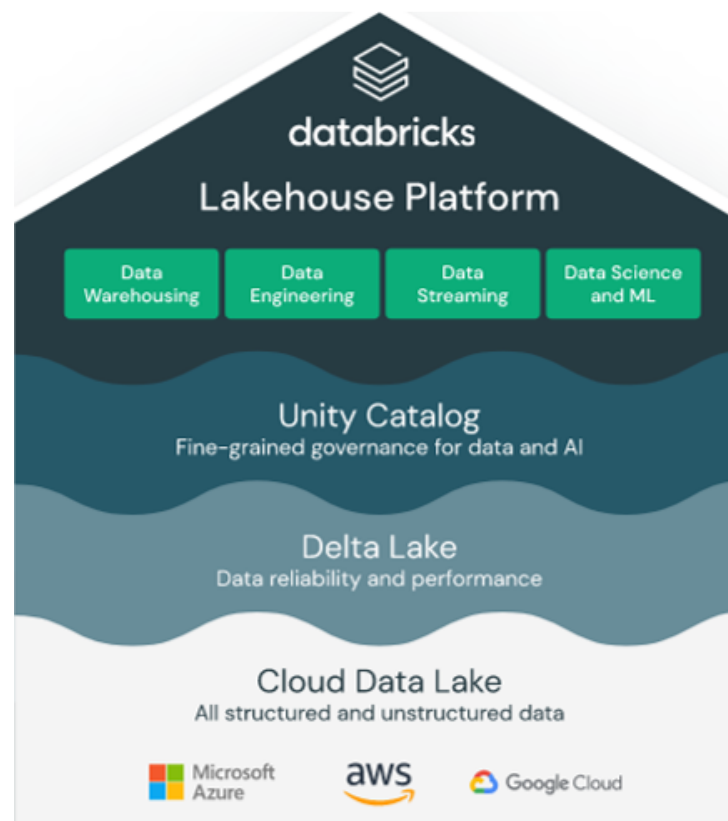 databricks
Lakehouse Platform
Data
Warehousing
Data
Engineering
Data
Streaming
Data Science
and ML
Unity Catalog
Fine-grained governance for data and AI
Delta Lake
Data reliability and performance
Cloud Data Lake
All structured and unstructured data
Microsoft
Azure
aws
Google Cloud